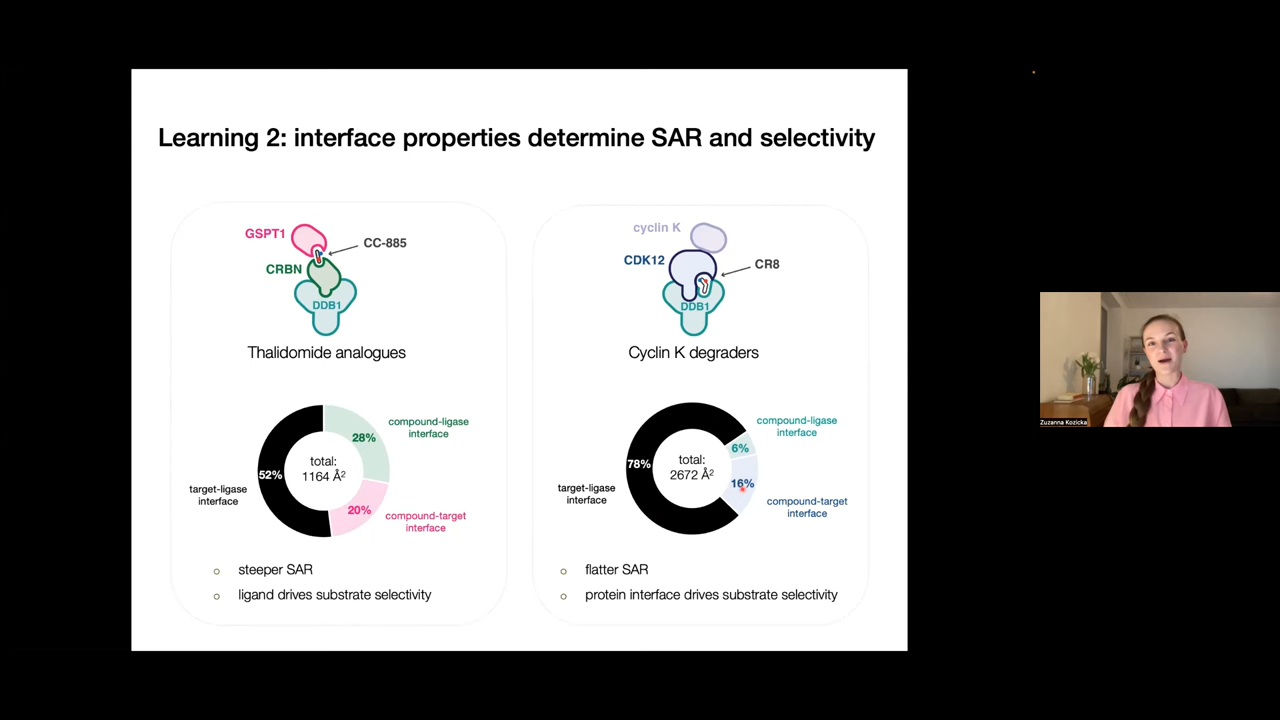 Learning 2: interface properties determine SAR and selectivity
GSPT1
CC-885
CRBN
DDB1
Thalidomide analogues
compound-ligase
interface
28%
total:
1164 Å²
52%
target-ligase
interface
20%
compound-target
interface
steeper SAR
ligand drives substrate selectivity
cyclin K
CDK12
CR8
DDB1
Cyclin K degraders
compound-ligase
interface
6%
total:
2672 Å²
78%
16%
target-ligase
interface
compound-target
interface
flatter SAR
protein interface drives substrate selectivity
Zuzanna Kozicka